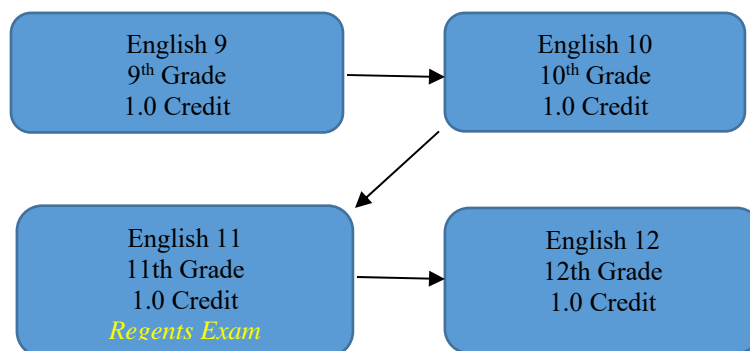 English 9
9th Grade
1.0 Credit
English 10
10th Grade
1.0 Credit
English 11
11th Grade
1.0 Credit
Regents Exam
English 12
12th Grade
1.0 Credit